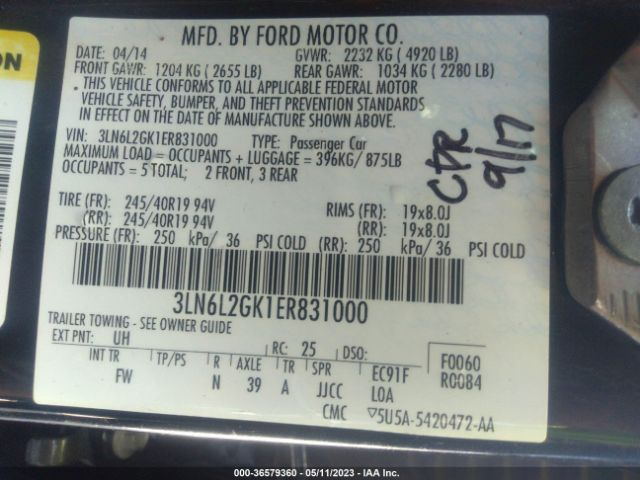 ON
MFD. BY FORD MOTOR CO.
DATE: 04/14 GVWR: 2232 KG ( 4920 LB)
FRONT GAWR: 1204 KG ( 2655 LB) REAR GAWR: 1034 KG ( 2280 LB)
THIS VEHICLE CONFORMS TO ALL APPLICABLE FEDERAL MOTOR
VEHICLE SAFETY, BUMPER, AND THEFT PREVENTION STANDARDS
IN EFFECT ON THE DATE OF MANUFACTURE SHOWN ABOVE.
VIN: 3LN6L2GK1ER831000 TYPE: Passenger Car
MAXIMUM LOAD = OCCUPANTS + LUGGAGE = 396KG/ 875LB
OCCUPANTS = 5 TOTAL; 2 FRONT, 3 REAR
CDR
9/17
TIRE (FR): 245/40R19 94V RIMS (FR): 19x8.0J
(RR): 245/40R19 94V (RR): 19x8.0J
PRESSURE (FR): 250 kPa/ 36 PSI COLD (RR): 250 kPa/ 36 PSI COLD
3LN6L2GK1ER831000
TRAILER TOWING - SEE OWNER GUIDE
EXT PNT: UH RC: 25 DSO: F0060
INT TR TP/PS R AXLE TR SPR EC91F R0084
FW N 39 A JJCC LOA
CMC ▽5U5A-5420472-AA
000-36579360 - 05/11/2023 - IAA Inc.